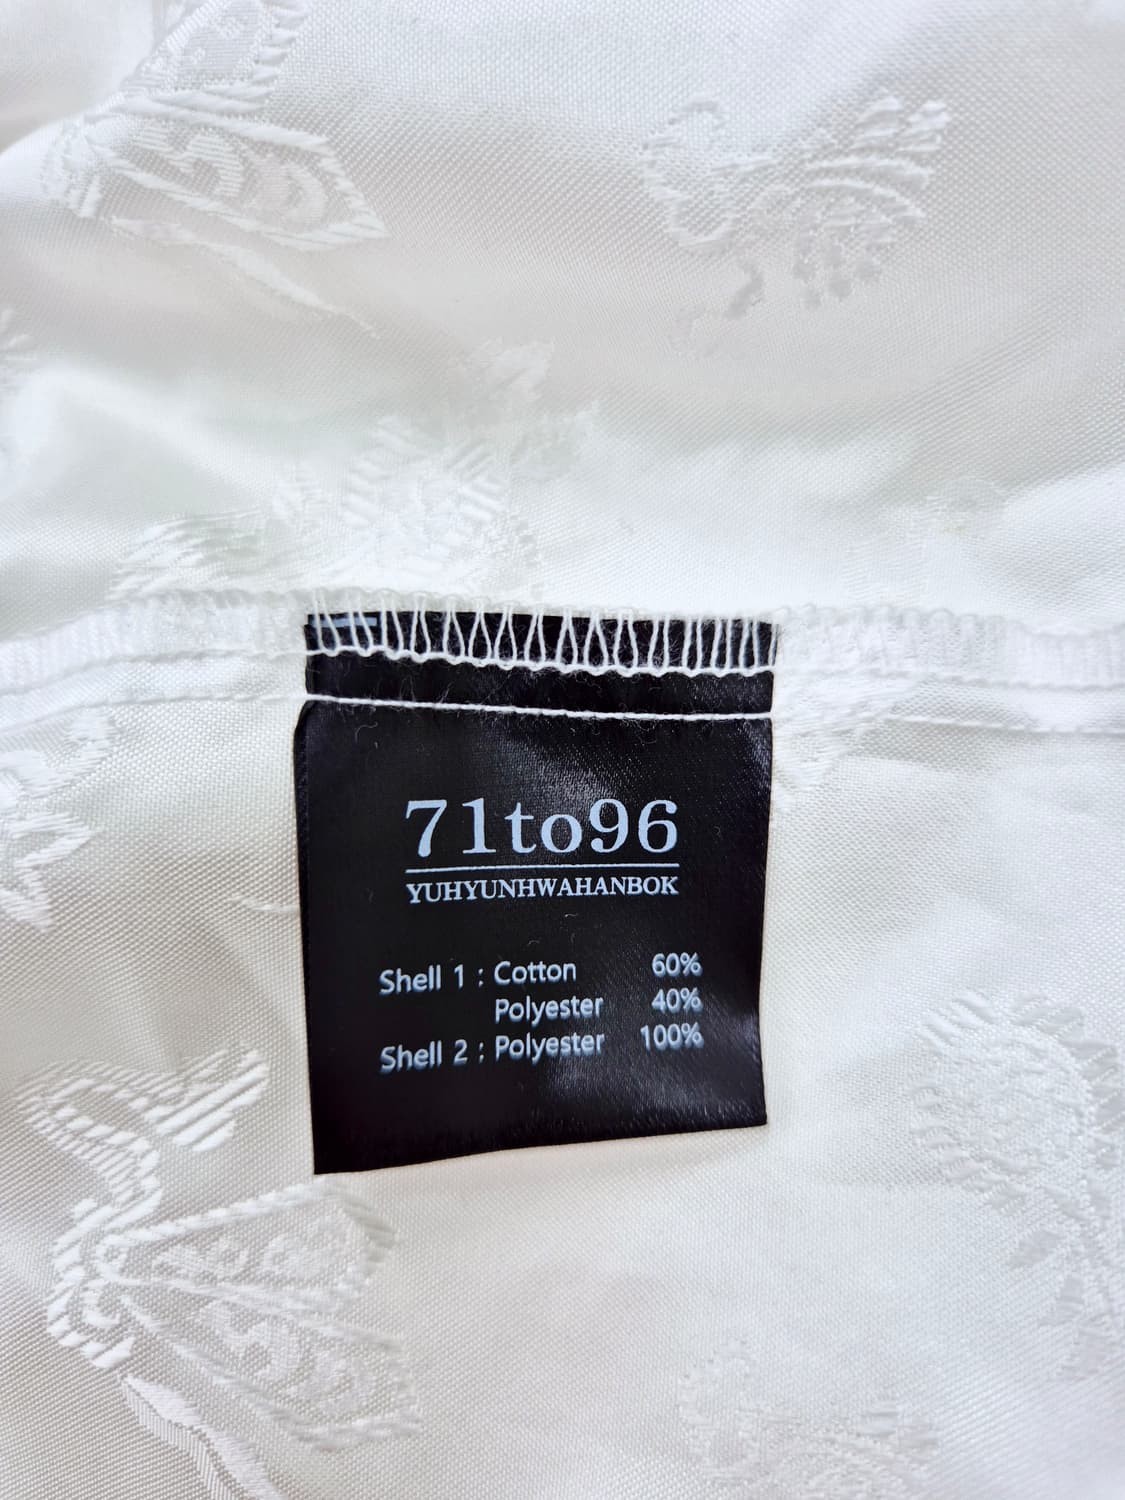 71to96
YUHYUNHWAHANBOK
Shell 1 : Cotton 60%
Polyester 40%
Shell 2 : Polyester 100%